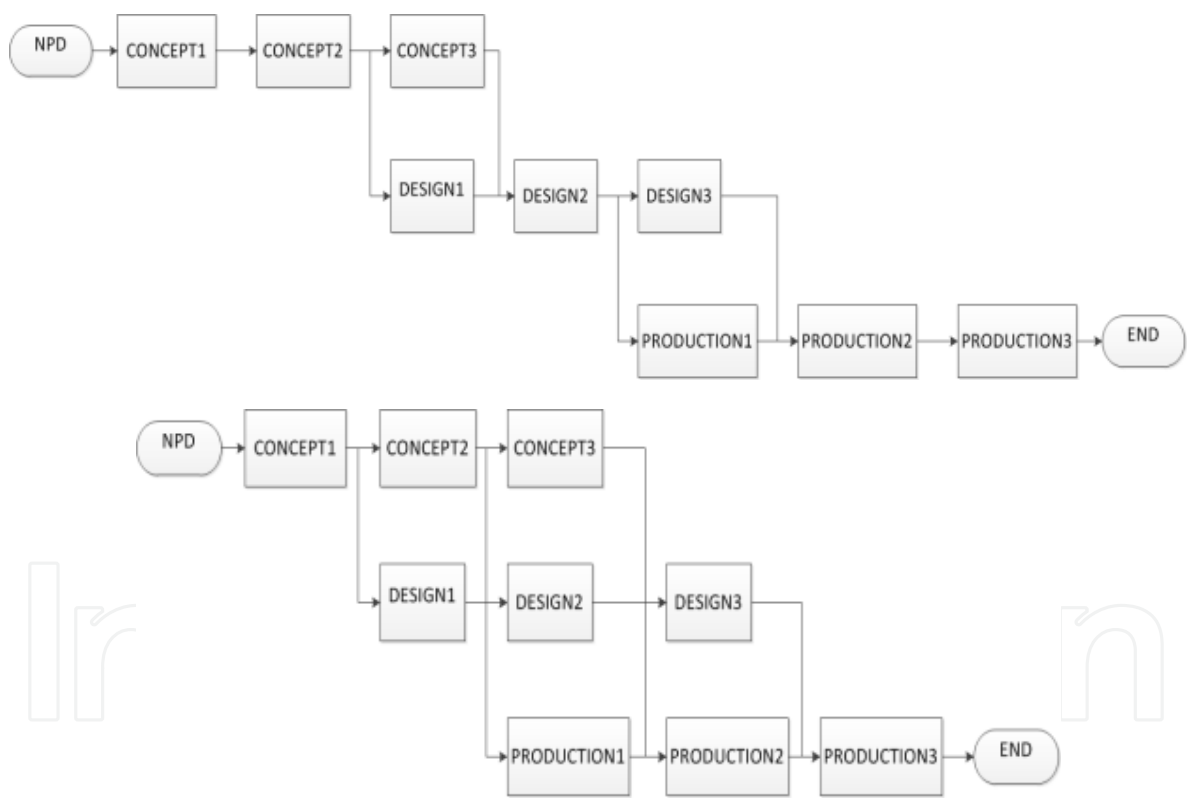 NPD
CONCEPT1
CONCEPT2
CONCEPT3
DESIGN1
DESIGN2
DESIGN3
PRODUCTION1
PRODUCTION2
PRODUCTION3
END
NPD
CONCEPT1
CONCEPT2
CONCEPT3
DESIGN1
DESIGN2
DESIGN3
PRODUCTION1
PRODUCTION2
PRODUCTION3
END